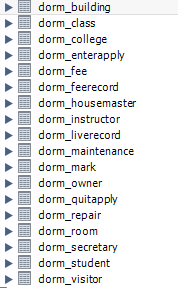 dorm_building
dorm_class
dorm_college
dorm_enterapply
dorm_fee
dorm_feerecord
dorm_housemaster
dorm_instructor
dorm_liverecord
dorm_maintenance
dorm_mark
dorm_owner
dorm_quitapply
dorm_repair
dorm_room
dorm_secretary
dorm_student
dorm_visitor